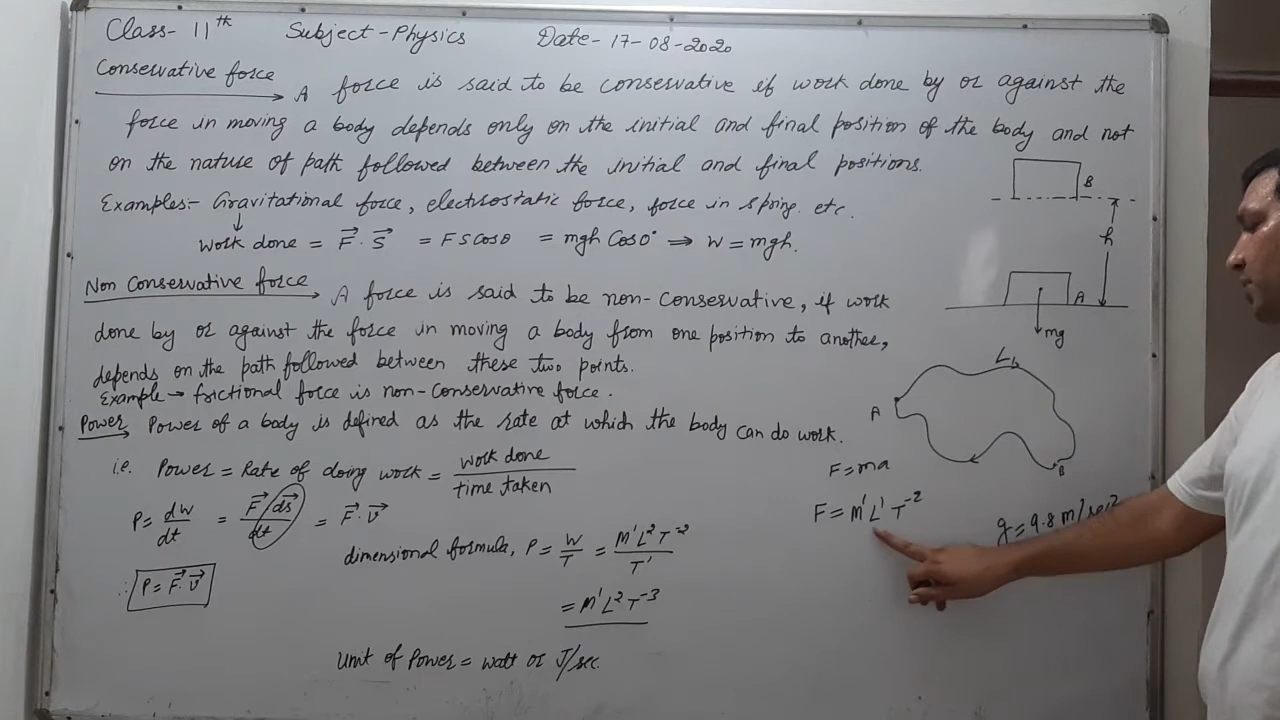 Class- 11th Subject-Physics Date- 17-08-2020
Conservative force → A force is said to be conservative if work done by or against the
force in moving a body depends only on the initial and final position of the body and not
on the nature of path followed between the initial and final positions.
Examples:- Gravitational force, electrostatic force, force in spring. etc.
Work done = F⃗.S⃗ = FScosθ = mgh Cos0° ⇒ W = mgh.
B
h
A
mg
Non Conservative force → A force is said to be non-conservative, if work
done by or against the force in moving a body from one position to another,
depends on the path followed between these two points.
Example → frictional force is non-conservative force.
A
B
Power → Power of a body is defined as the rate at which the body can do work.
i.e. Power = Rate of doing work = work done / time taken
P = dw/dt = F⃗.ds⃗/dt = F⃗.v⃗
∴ P = F⃗.v⃗
dimensional formula, P = W/T = M¹L²T⁻²/T¹
= M¹L²T⁻³
Unit of Power = watt or J/sec.
F = ma
F = M¹L¹T⁻²
g = 9.8 m/sec²